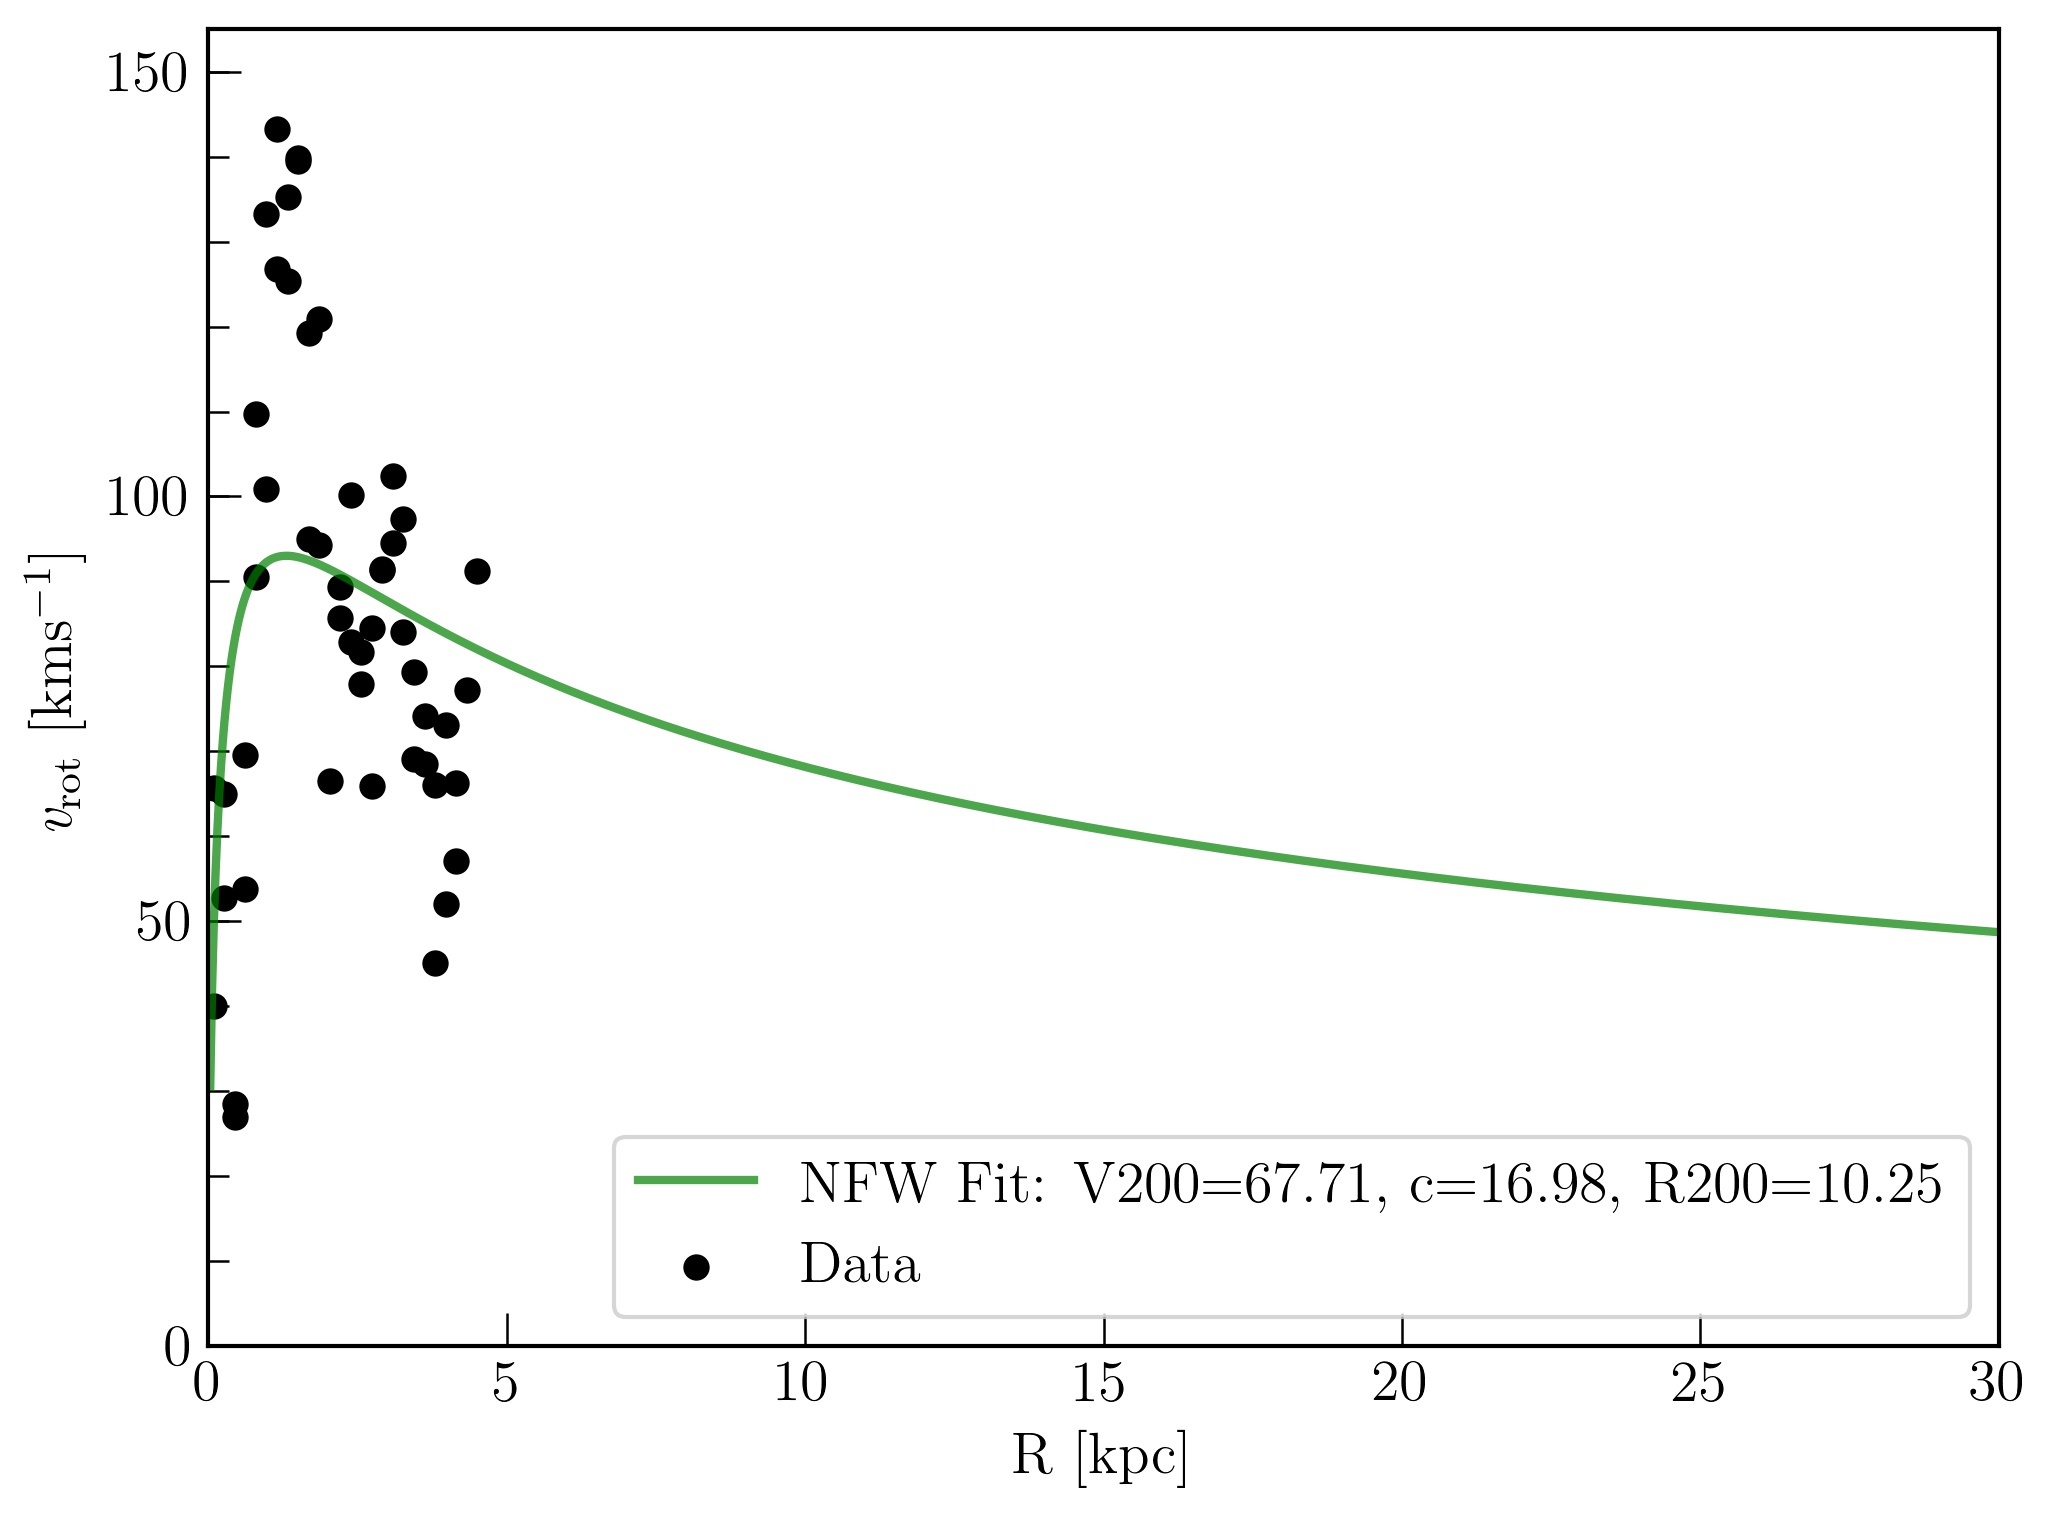 150
100
50
0
v_rot [kms⁻¹]
NFW Fit: V200=67.71, c=16.98, R200=10.25
Data
0 5 10 15 20 25 30
R [kpc]